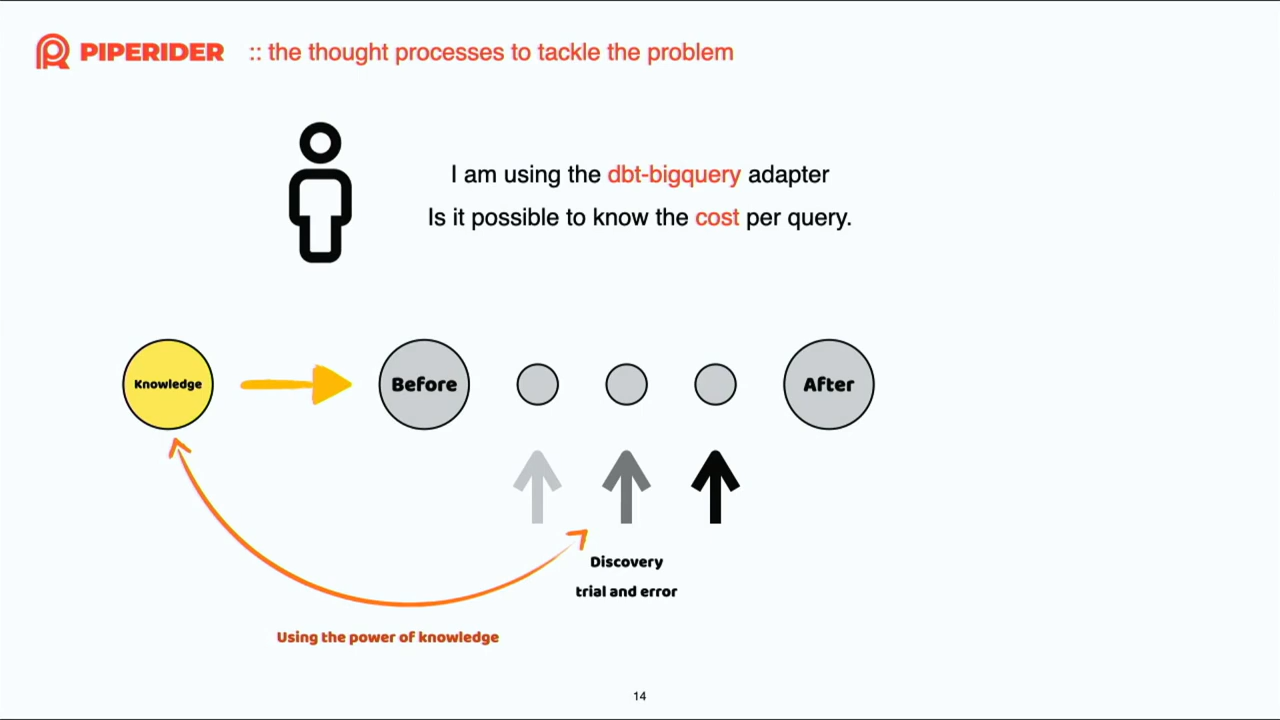 PIPERIDER :: the thought processes to tackle the problem
I am using the dbt-bigquery adapter
Is it possible to know the cost per query.
Knowledge
Before
After
Discovery
trial and error
Using the power of knowledge
14